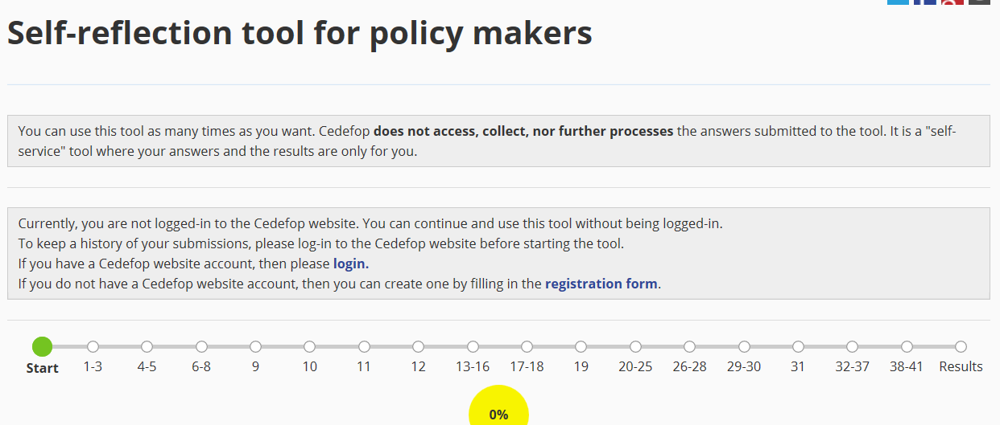 Self-reflection tool for policy makers
You can use this tool as many times as you want. Cedefop does not access, collect, nor further processes the answers submitted to the tool. It is a "self-
service" tool where your answers and the results are only for you.
Currently, you are not logged-in to the Cedefop website. You can continue and use this tool without being logged-in.
To keep a history of your submissions, please log-in to the Cedefop website before starting the tool.
If you have a Cedefop website account, then please login.
If you do not have a Cedefop website account, then you can create one by filling in the registration form.
Start 1-3 4-5 6-8 9 10 11 12 13-16 17-18 19 20-25 26-28 29-30 31 32-37 38-41 Results
0%